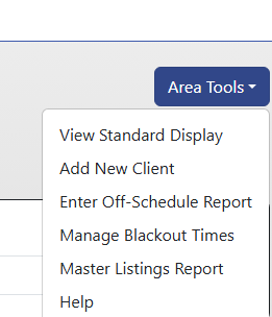 Area Tools
View Standard Display
Add New Client
Enter Off-Schedule Report
Manage Blackout Times
Master Listings Report
Help